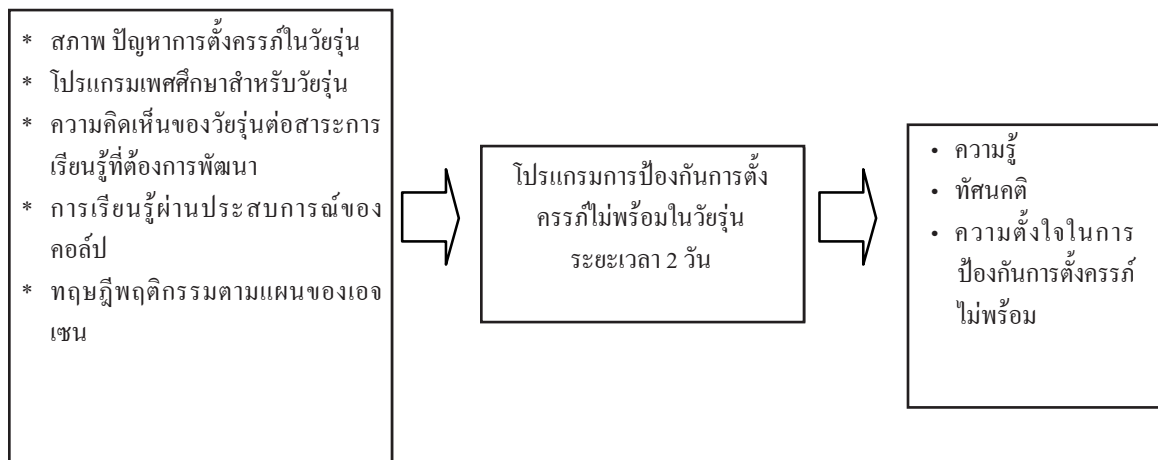 * สภาพ ปัญหาการตั้งครรภ์ในวัยรุ่น
* โปรแกรมเพศศึกษาสำหรับวัยรุ่น
* ความคิดเห็นของวัยรุ่นต่อสาระการ
เรียนรู้ที่ต้องการพัฒนา
* การเรียนรู้ผ่านประสบการณ์ของ
คอล์ป
* ทฤษฎีพฤติกรรมตามแผนของเอจ
เซน
โปรแกรมการป้องกันการตั้ง
ครรภ์ไม่พร้อมในวัยรุ่น
ระยะเวลา 2 วัน
• ความรู้
• ทัศนคติ
• ความตั้งใจในการ
ป้องกันการตั้งครรภ์
ไม่พร้อม